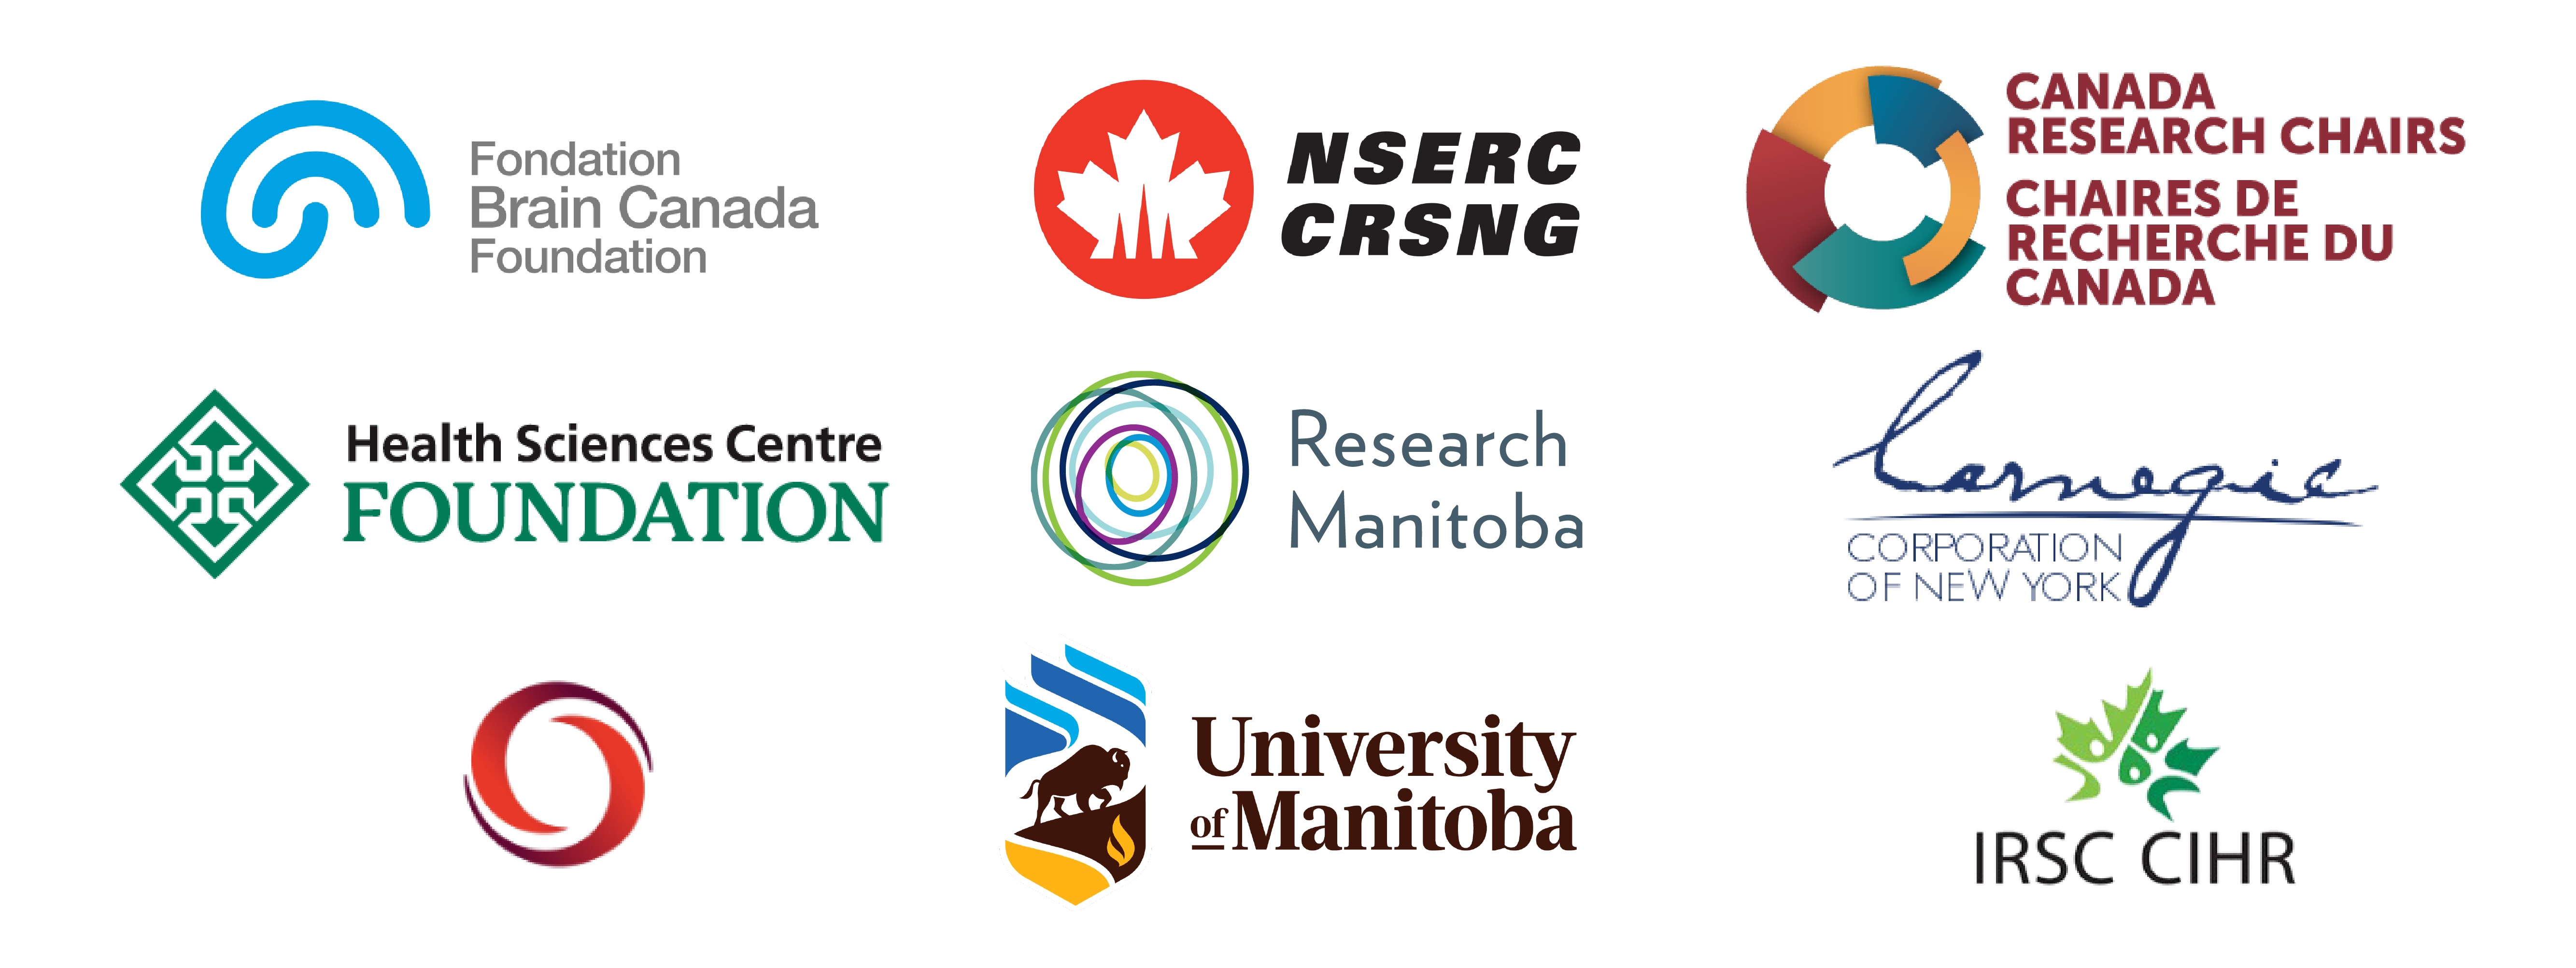 Fondation
Brain Canada
Foundation
NSERC
CRSNG
CANADA
RESEARCH CHAIRS
CHAIRES DE
RECHERCHE DU
CANADA
Health Sciences Centre
FOUNDATION
Research
Manitoba
Carnegie
CORPORATION
OF NEW YORK
University
of Manitoba
IRSC CIHR